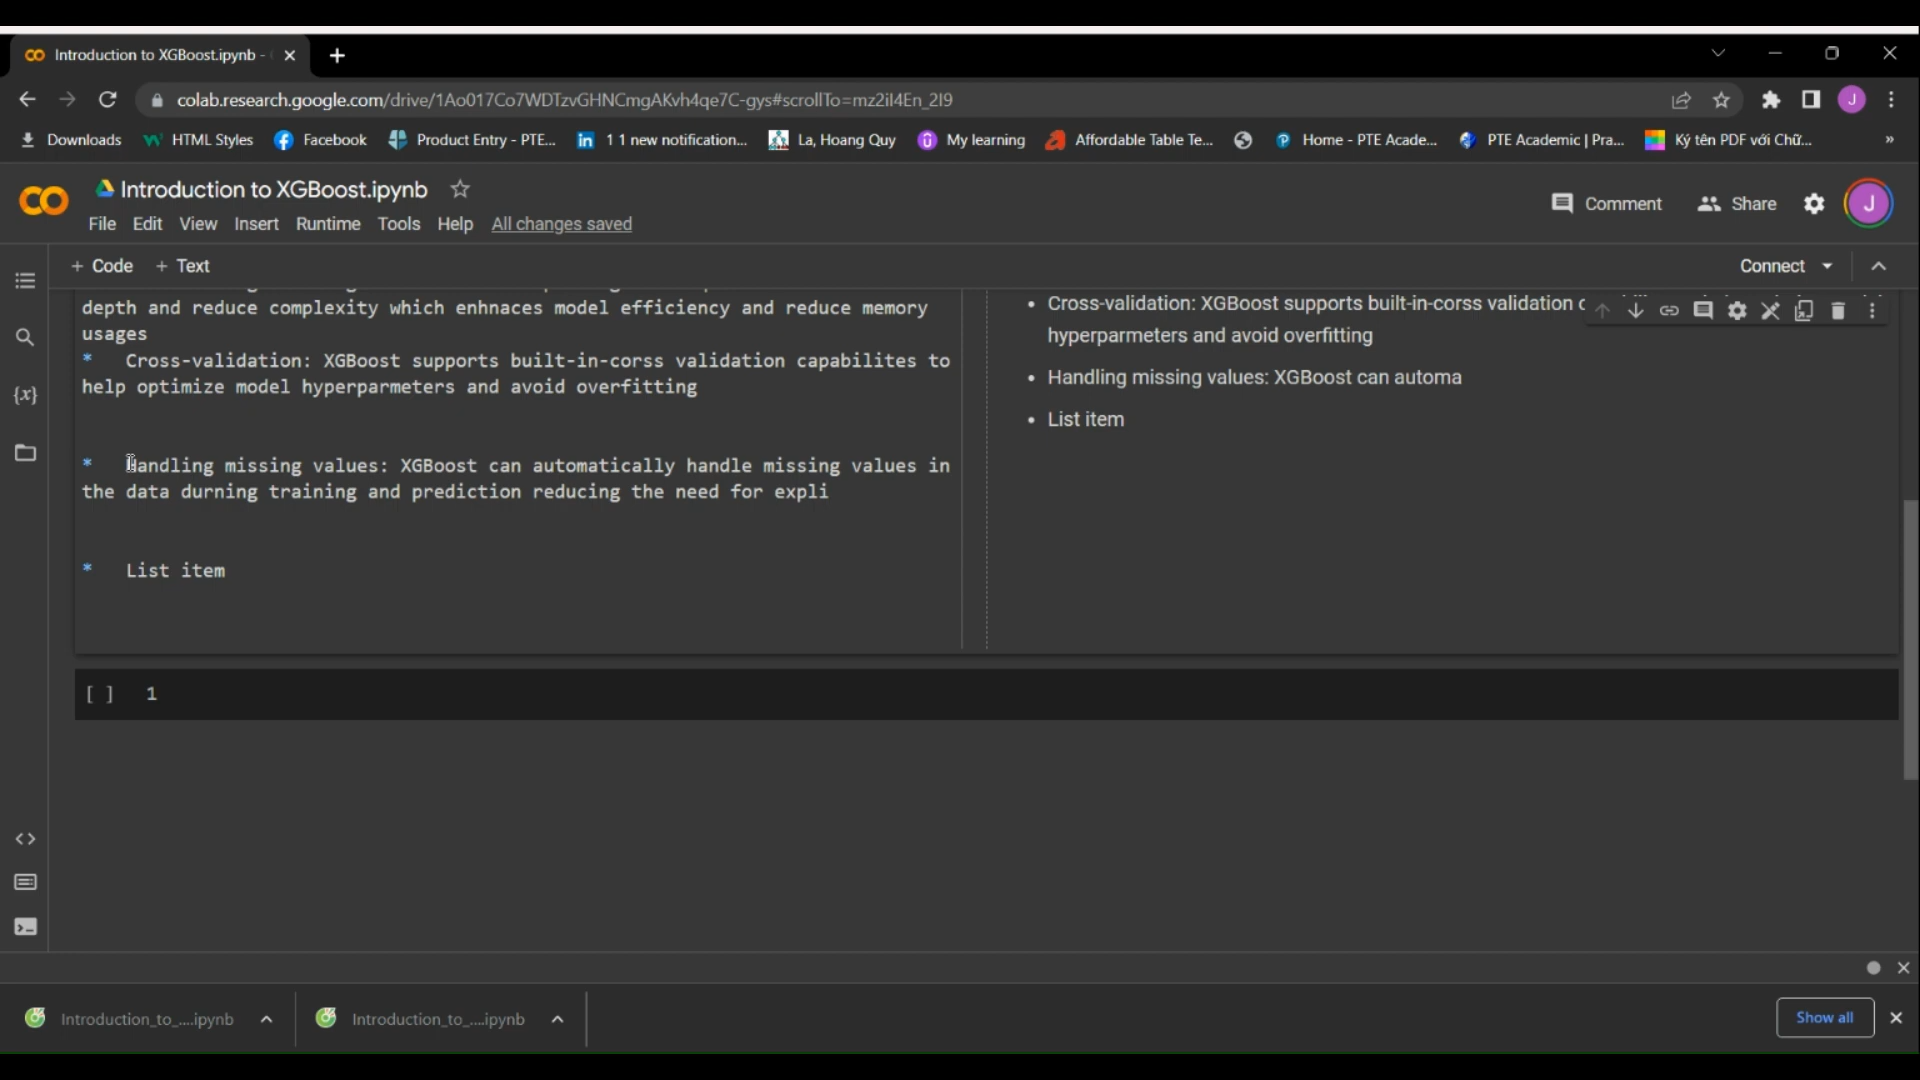 Introduction to XGBoost.ipynb -
colab.research.google.com/drive/1Ao017Co7WDTzvGHNCmgAKvh4qe7C-gys#scrollTo=mz2il4En_2I9
J
Downloads HTML Styles Facebook Product Entry - PTE... 1 1 new notification... La, Hoang Quy My learning Affordable Table Te... Home - PTE Acade... PTE Academic | Pra... Ký tên PDF với Chữ... »
Introduction to XGBoost.ipynb
File Edit View Insert Runtime Tools Help All changes saved
Comment Share J
+ Code + Text Connect
depth and reduce complexity which enhnaces model efficiency and reduce memory
usages
* Cross-validation: XGBoost supports built-in-corss validation capabilites to
help optimize model hyperparmeters and avoid overfitting
* Handling missing values: XGBoost can automatically handle missing values in
the data durning training and prediction reducing the need for expli
* List item
• Cross-validation: XGBoost supports built-in-corss validation c
hyperparmeters and avoid overfitting
• Handling missing values: XGBoost can automa
• List item
{x}
[ ] 1
Introduction_to_....ipynb Introduction_to_....ipynb Show all